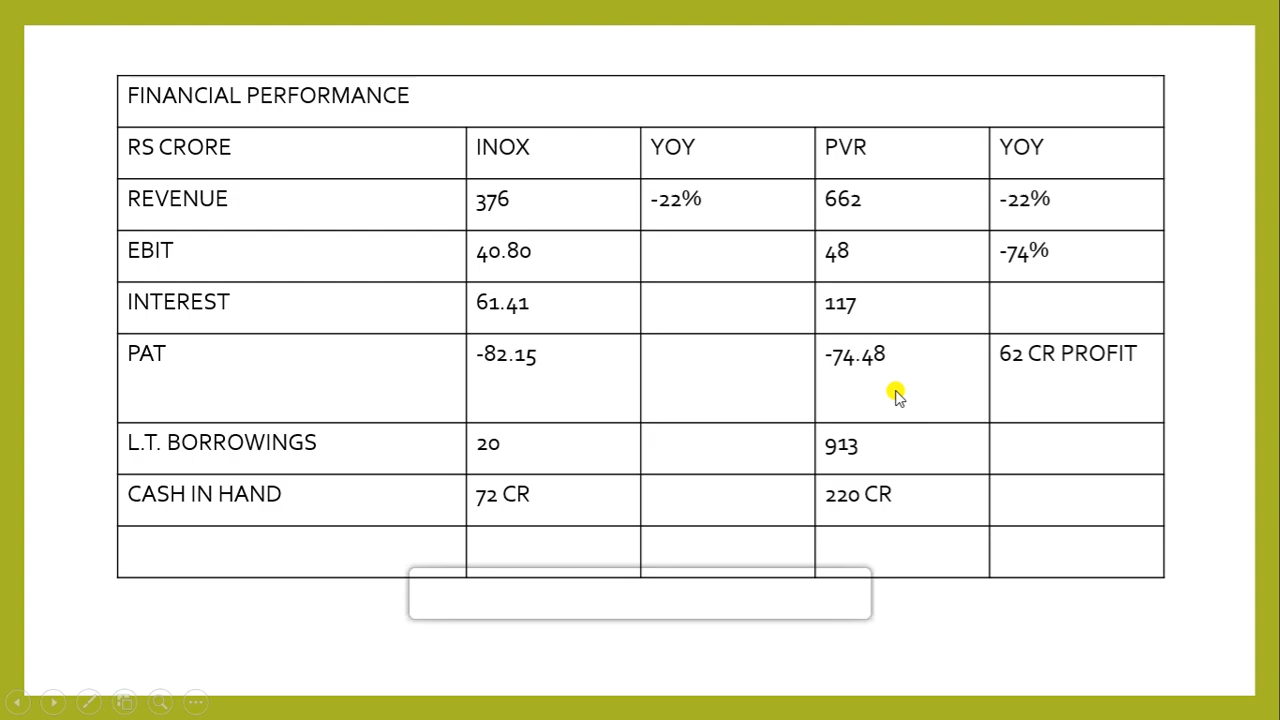 FINANCIAL PERFORMANCE
RS CRORE INOX YOY PVR YOY
REVENUE 376 -22% 662 -22%
EBIT 40.80 48 -74%
INTEREST 61.41 117
PAT -82.15 -74.48 62 CR PROFIT
L.T. BORROWINGS 20 913
CASH IN HAND 72 CR 220 CR